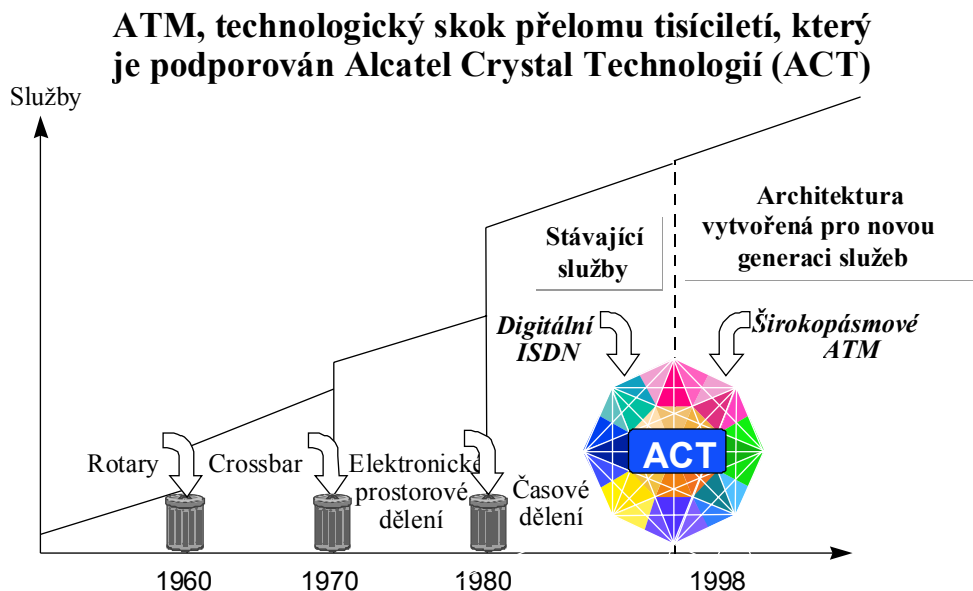 ATM, technologický skok přelomu tisíciletí, který
je podporován Alcatel Crystal Technologií (ACT)
Služby
Architektura
vytvořená pro novou
generaci služeb
Stávající
služby
Digitální
ISDN
Širokopásmové
ATM
ACT
Rotary
Crossbar
Elektronické
prostorové
dělení
Časové
dělení
1960
1970
1980
1998